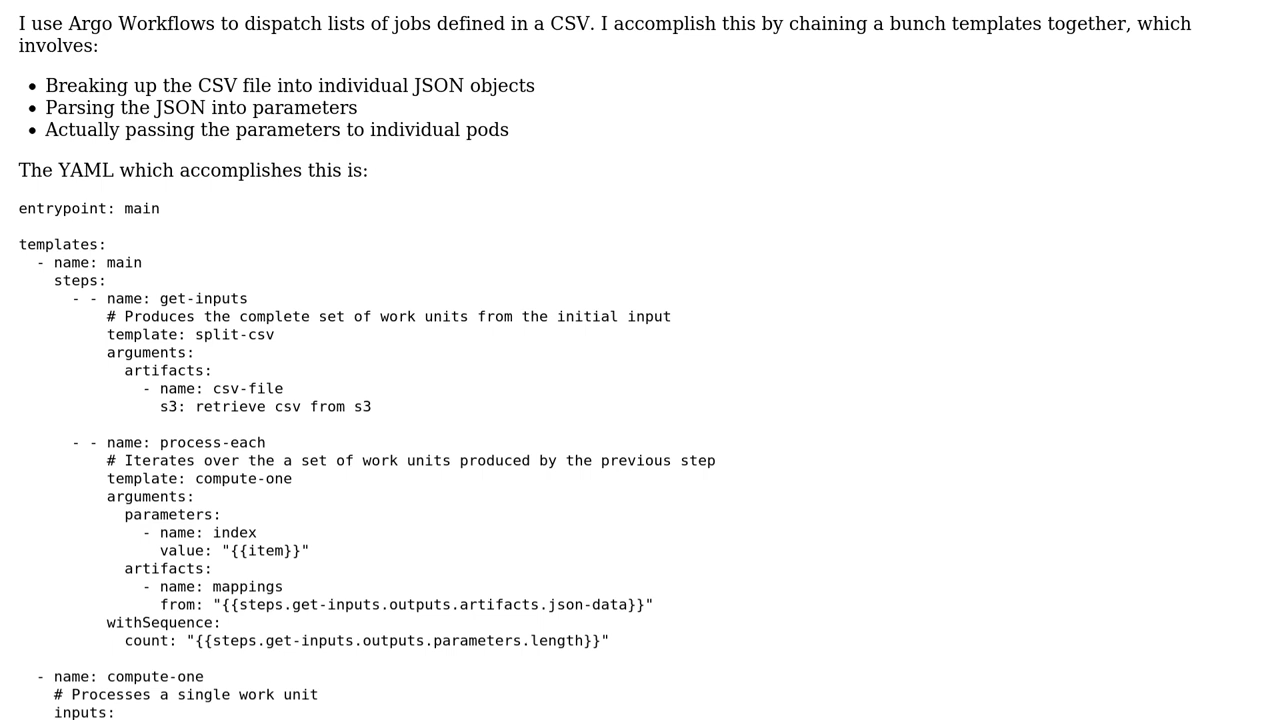 I use Argo Workflows to dispatch lists of jobs defined in a CSV. I accomplish this by chaining a bunch templates together, which
involves:
• Breaking up the CSV file into individual JSON objects
• Parsing the JSON into parameters
• Actually passing the parameters to individual pods
The YAML which accomplishes this is:
entrypoint: main

templates:
  - name: main
    steps:
      - - name: get-inputs
          # Produces the complete set of work units from the initial input
          template: split-csv
          arguments:
            artifacts:
              - name: csv-file
                s3: retrieve csv from s3

      - - name: process-each
          # Iterates over the a set of work units produced by the previous step
          template: compute-one
          arguments:
            parameters:
              - name: index
                value: "{{item}}"
            artifacts:
              - name: mappings
                from: "{{steps.get-inputs.outputs.artifacts.json-data}}"
          withSequence:
            count: "{{steps.get-inputs.outputs.parameters.length}}"

  - name: compute-one
    # Processes a single work unit
    inputs: